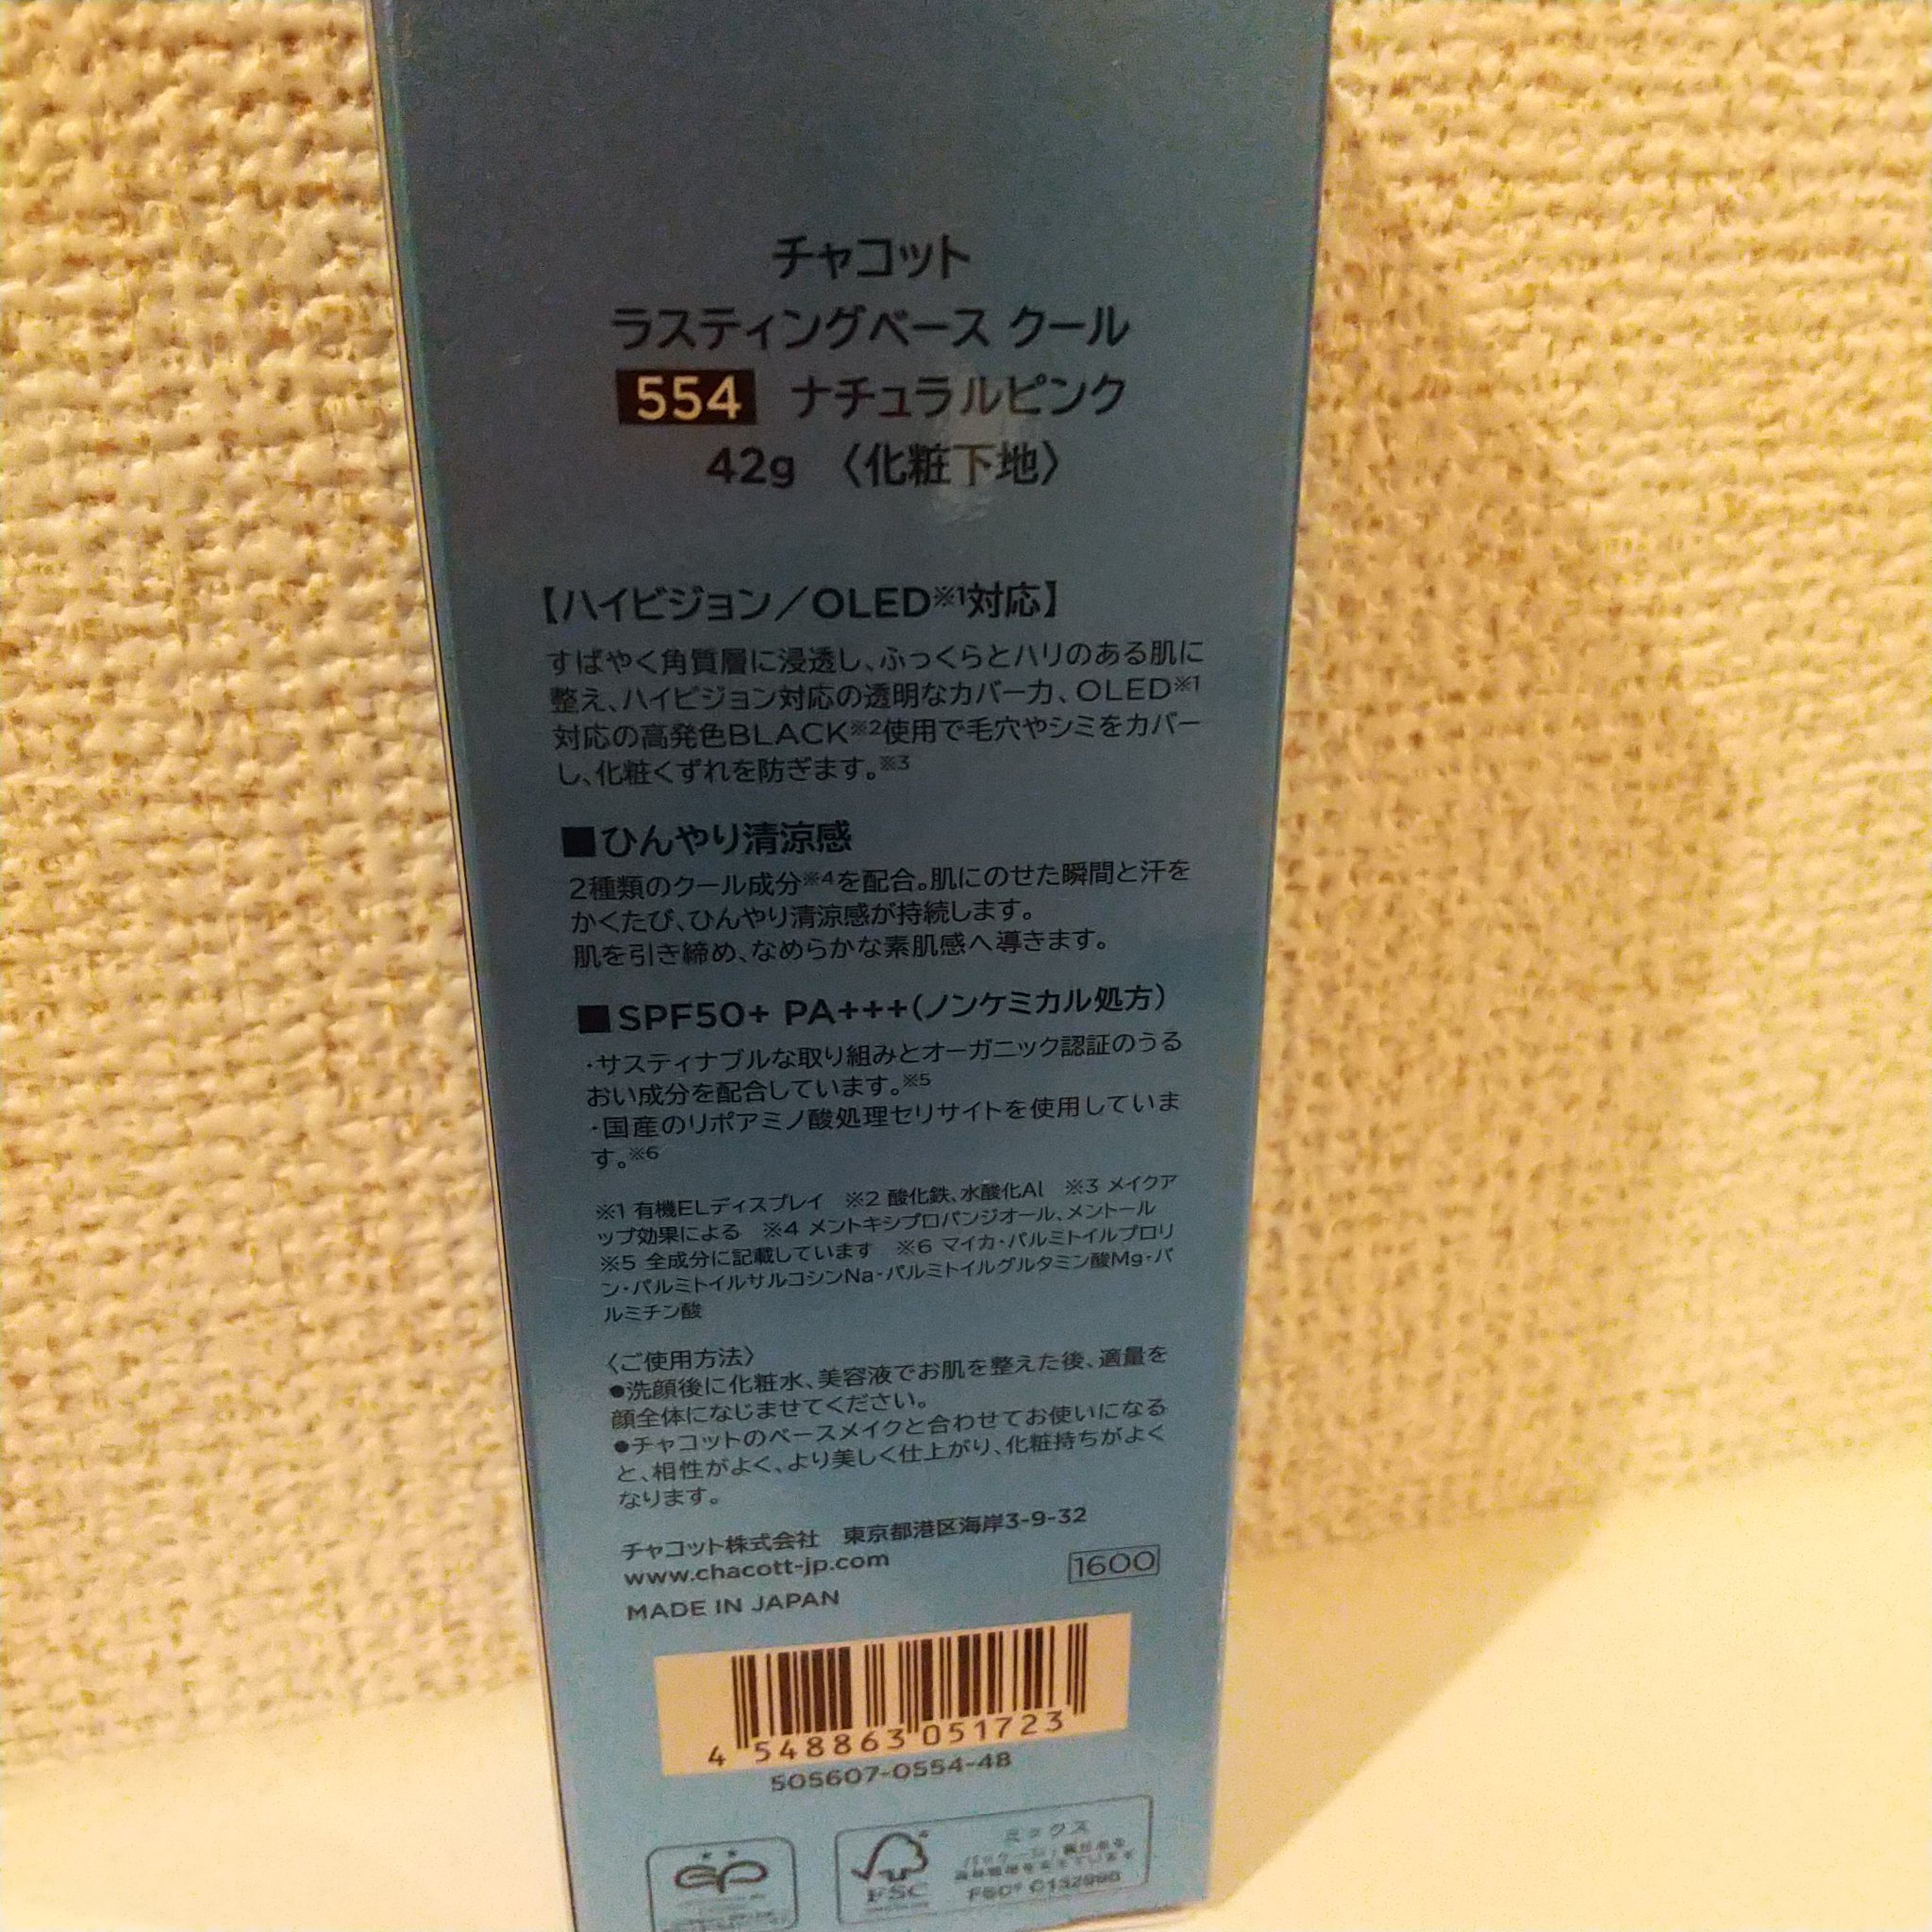 チャコット
ラスティングベース クール
554 ナチュラルピンク
42g 〈化粧下地〉
【ハイビジョン／OLED※1対応】
すばやく角質層に浸透し、ふっくらとハリのある肌に
整え、ハイビジョン対応の透明なカバー力、OLED※1
対応の高発色BLACK※2使用で毛穴やシミをカバー
し、化粧くずれを防ぎます。※3
■ひんやり清涼感
2種類のクール成分※4を配合。肌にのせた瞬間と汗を
かくたび、ひんやり清涼感が持続します。
肌を引き締め、なめらかな素肌感へ導きます。
■SPF50+ PA+++(ノンケミカル処方)
・サスティナブルな取り組みとオーガニック認証のうる
おい成分を配合しています。※5
・国産のリポアミノ酸処理セリサイトを使用していま
す。※6
※1 有機ELディスプレイ ※2 酸化鉄、水酸化Al ※3 メイクア
ップ効果による ※4 メントキシプロパンジオール、メントール
※5 全成分に記載しています ※6 マイカ・パルミトイルプロリ
ン・パルミトイルサルコシンNa・パルミトイルグルタミン酸Mg・パ
ルミチン酸
〈ご使用方法〉
●洗顔後に化粧水、美容液でお肌を整えた後、適量を
顔全体になじませてください。
●チャコットのベースメイクと合わせてお使いになる
と、相性がよく、より美しく仕上がり、化粧持ちがよく
なります。
チャコット株式会社 東京都港区海岸3-9-32
www.chacott-jp.com
1600
MADE IN JAPAN
4 548863 051723
505607-0554-48
GP
FSC
ミックス